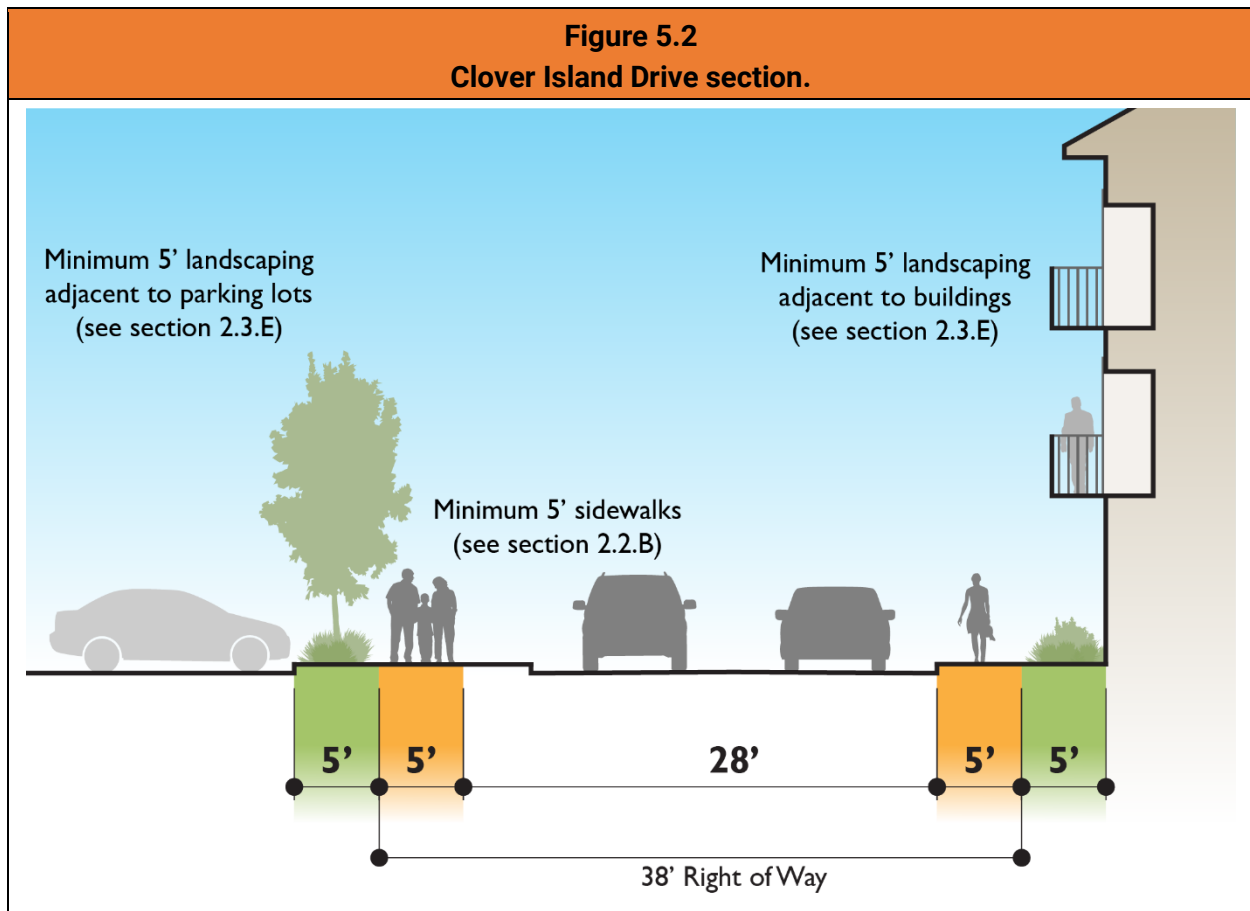 Figure 5.2
Clover Island Drive section.
Minimum 5’ landscaping
adjacent to parking lots
(see section 2.3.E)
Minimum 5’ landscaping
adjacent to buildings
(see section 2.3.E)
Minimum 5’ sidewalks
(see section 2.2.B)
5’ 5’ 28’ 5’ 5’
38’ Right of Way